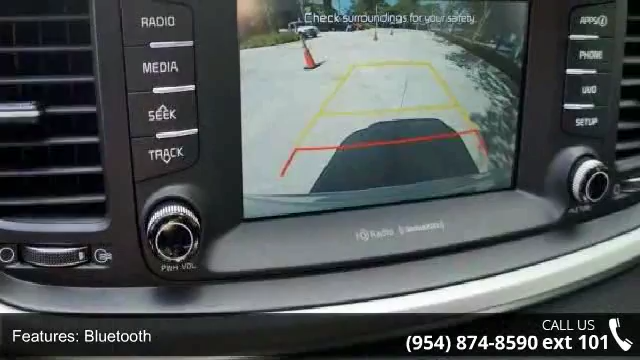 Check surroundings for your safety
RADIO
MEDIA
SEEK
TRACK
APPS
PHONE
UVO
SETUP
PWR VOL
HD Radio (SiriusXM)
Features: Bluetooth
CALL US
(954) 874-8590 ext 101